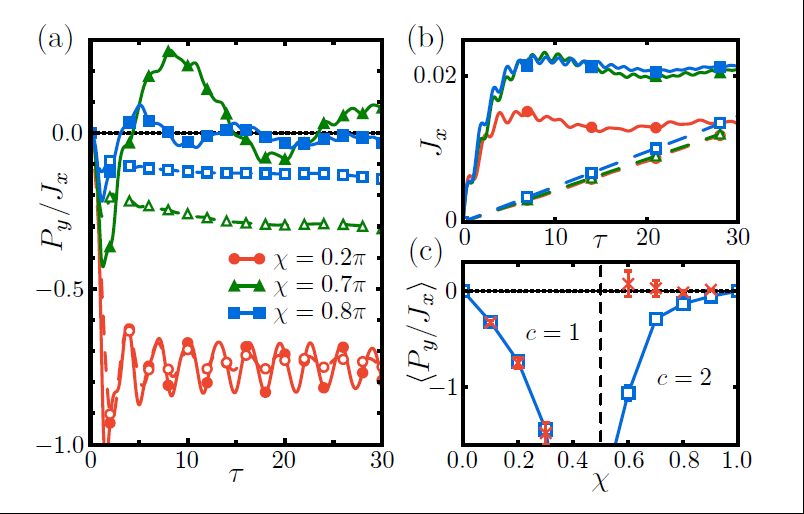 (a)
0.0
−0.5
−1.0
P_y/J_x
χ = 0.2π
χ = 0.7π
χ = 0.8π
0 10 20 30
τ
(b)
0.02
0
J_x
0 10 τ 20 30
(c)
0
−1
⟨P_y/J_x⟩
c = 1
c = 2
0.0 0.2 0.4 0.6 0.8 1.0
χ